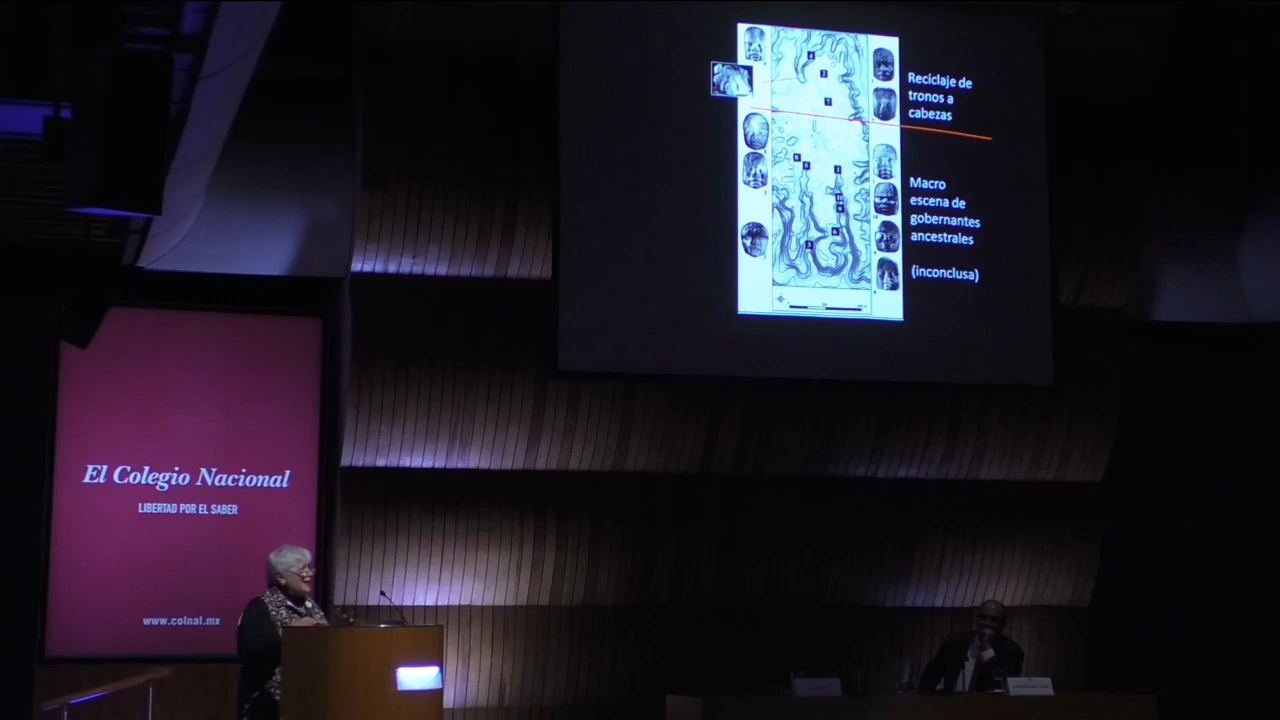 Reciclaje de
tronos a
cabezas
Macro
escena de
gobernantes
ancestrales
(inconclusa)
El Colegio Nacional
LIBERTAD POR EL SABER
www.colnal.mx